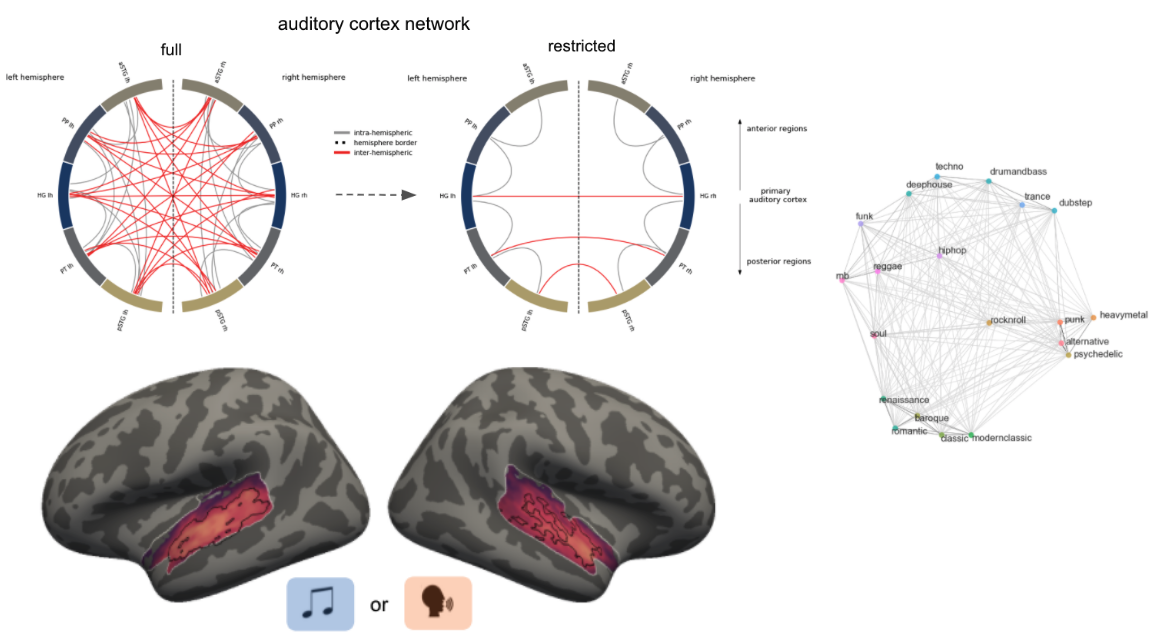 auditory cortex network
full
restricted
left hemisphere
right hemisphere
left hemisphere
right hemisphere
aSTG lh
aSTG rh
PP lh
PP rh
HG lh
HG rh
PT lh
PT rh
pSTG lh
pSTG rh
intra-hemispheric
hemisphere border
inter-hemispheric
aSTG lh
aSTG rh
PP lh
PP rh
HG lh
HG rh
PT lh
PT rh
pSTG lh
pSTG rh
anterior regions
primary
auditory cortex
posterior regions
techno
drumandbass
deephouse
trance
dubstep
funk
hiphop
reggae
rnb
rocknroll
punk
heavymetal
soul
alternative
psychedelic
renaissance
baroque
romantic
classic
modernclassic
or